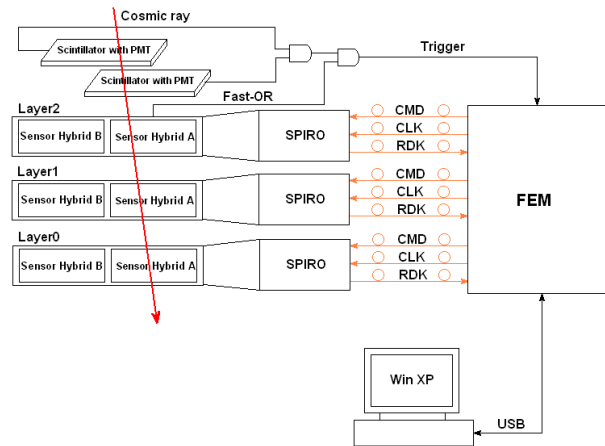 Cosmic ray
Scintillator with PMT
Scintillator with PMT
Trigger
Fast-OR
Layer2
Sensor Hybrid B
Sensor Hybrid A
SPIRO
CMD
CLK
RDK
Layer1
Sensor Hybrid B
Sensor Hybrid A
SPIRO
CMD
CLK
RDK
FEM
Layer0
Sensor Hybrid B
Sensor Hybrid A
SPIRO
CMD
CLK
RDK
Win XP
USB